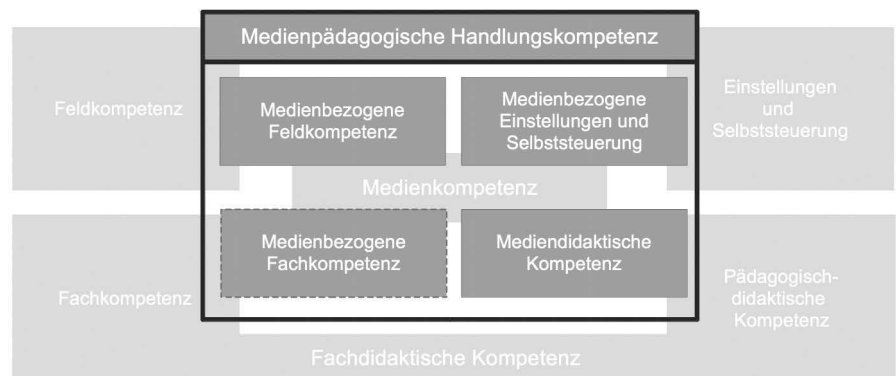 Medienpädagogische Handlungskompetenz
Feldkompetenz
Medienbezogene
Feldkompetenz
Medienbezogene
Einstellungen und
Selbststeuerung
Einstellungen
und
Selbststeuerung
Medienkompetenz
Fachkompetenz
Medienbezogene
Fachkompetenz
Mediendidaktische
Kompetenz
Pädagogisch-
didaktische
Kompetenz
Fachdidaktische Kompetenz